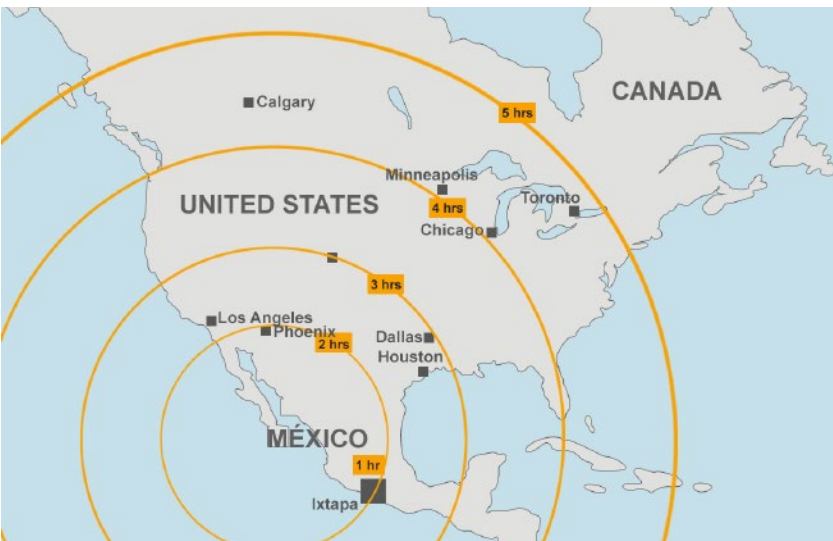 CANADA
Calgary
5 hrs
Minneapolis
UNITED STATES
4 hrs
Toronto
Chicago
3 hrs
Los Angeles
Phoenix
2 hrs
Dallas
Houston
MÉXICO
1 hr
Ixtapa